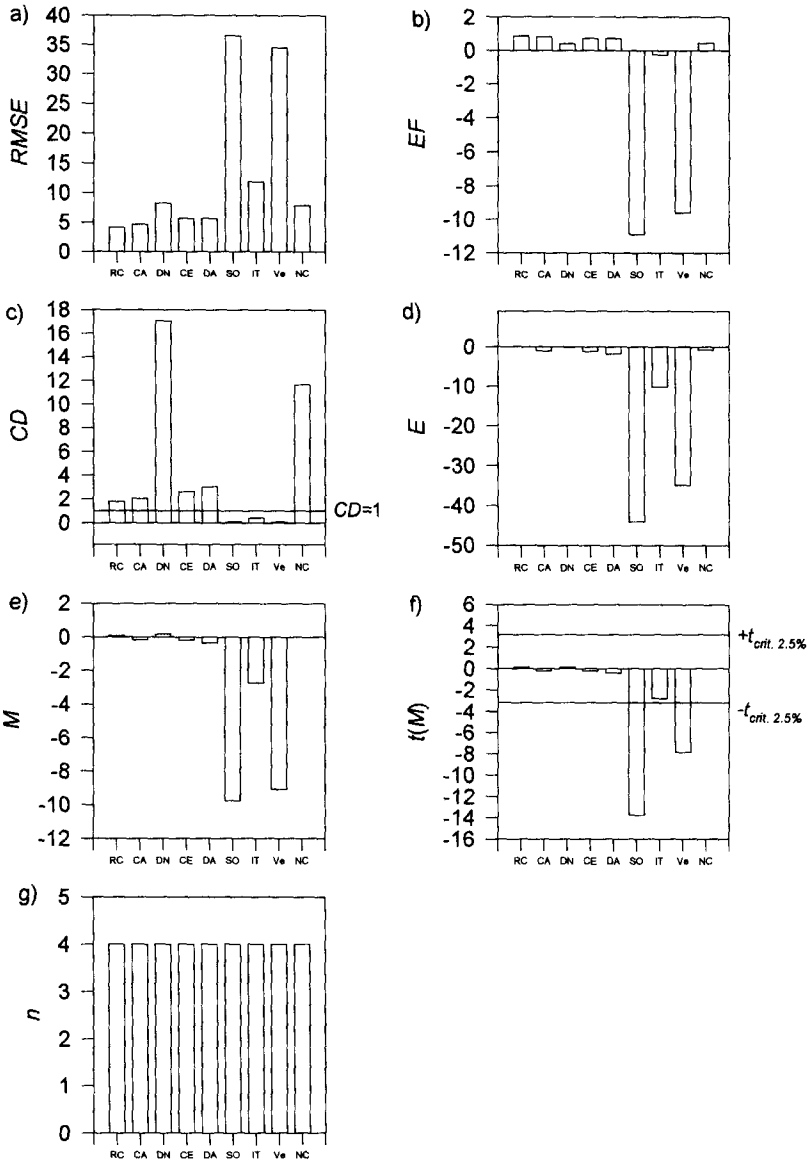 a)
RMSE
40
35
30
25
20
15
10
5
0
RC CA DN CE DA SO IT Ve NC
b)
EF
2
0
-2
-4
-6
-8
-10
-12
RC CA DN CE DA SO IT Ve NC
c)
CD
18
16
14
12
10
8
6
4
2
0
CD=1
RC CA DN CE DA SO IT Ve NC
d)
E
0
-10
-20
-30
-40
-50
RC CA DN CE DA SO IT Ve NC
e)
M
2
0
-2
-4
-6
-8
-10
-12
RC CA DN CE DA SO IT Ve NC
f)
t(M)
6
4
2
0
-2
-4
-6
-8
-10
-12
-14
-16
+t crit. 2.5%
-t crit. 2.5%
RC CA DN CE DA SO IT Ve NC
g)
n
5
4
3
2
1
0
RC CA DN CE DA SO IT Ve NC